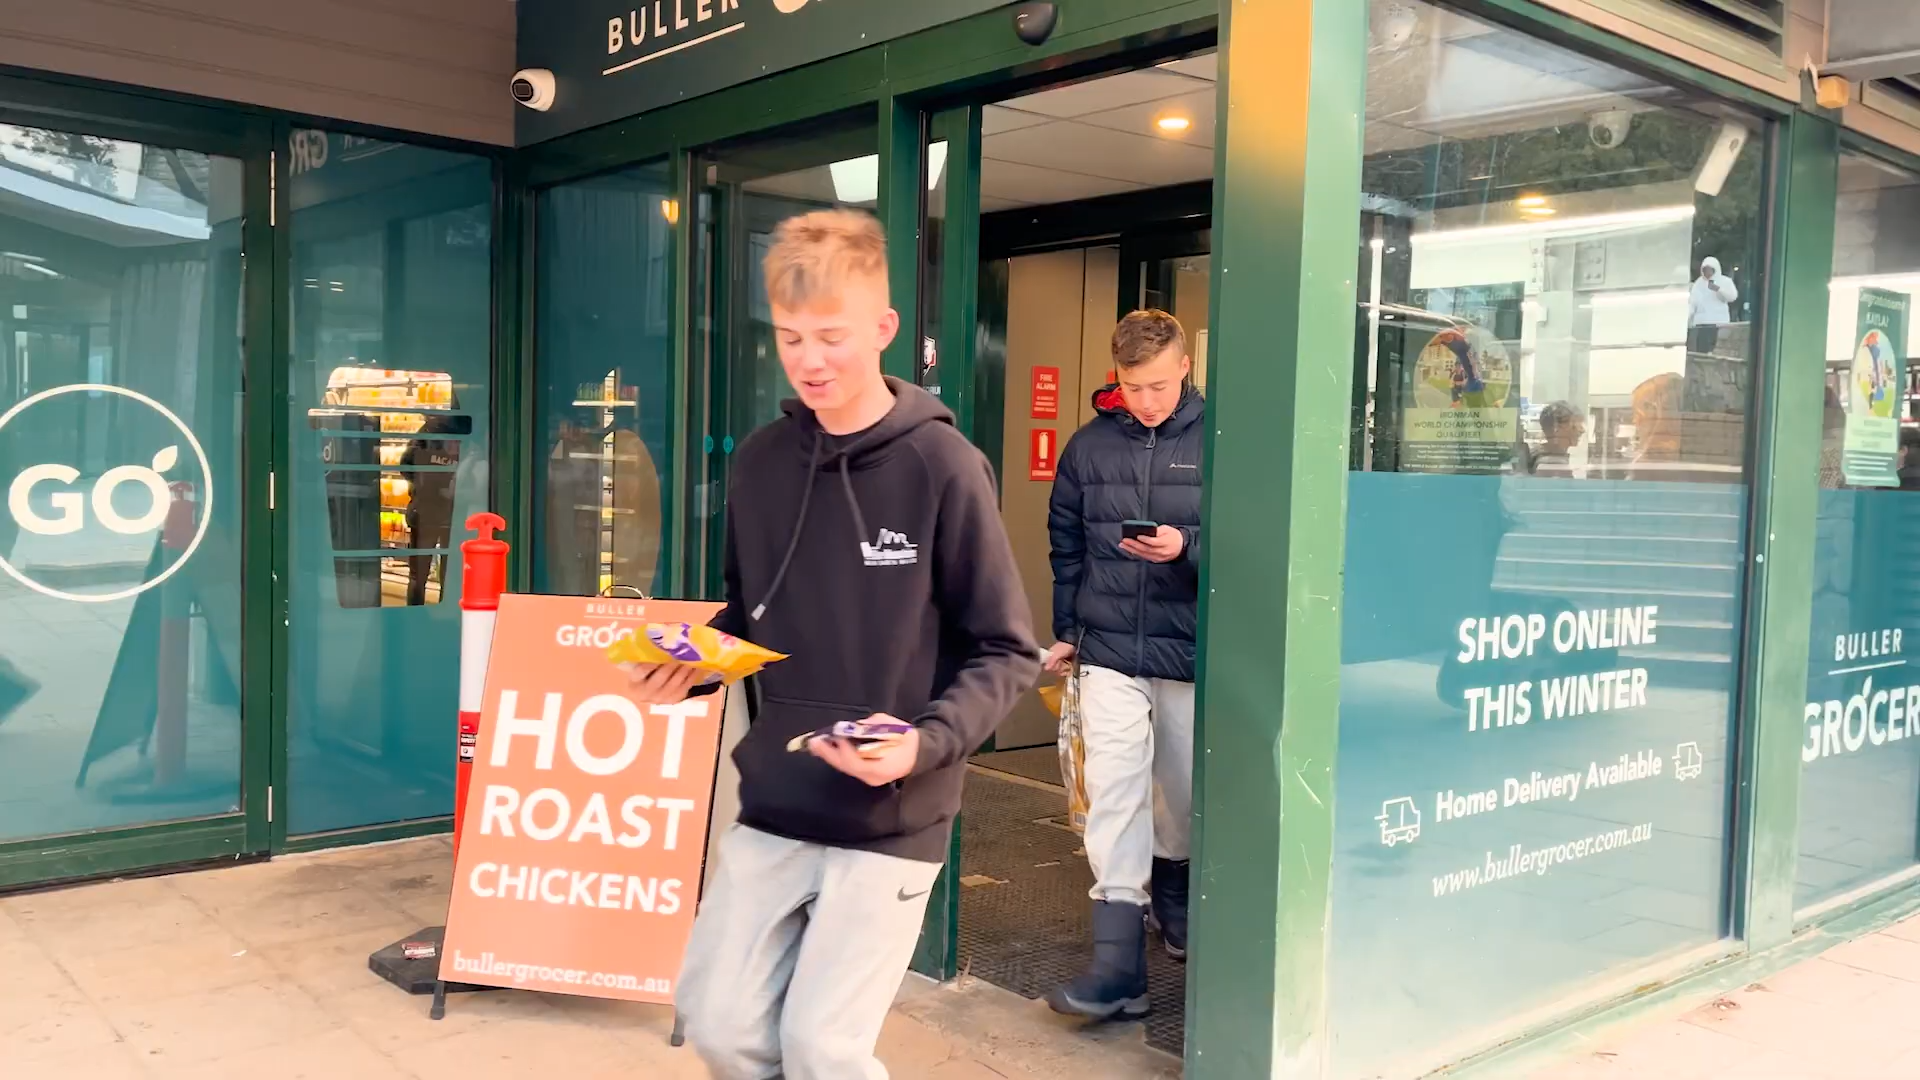 BULLER
GO
BULLER
HOT
ROAST
CHICKENS
bullergrocer.com.au
FIRE
ALARM
IRONMAN
WORLD CHAMPIONSHIP
QUALIFIER!
SHOP ONLINE
THIS WINTER
Home Delivery Available
www.bullergrocer.com.au
BULLER
GROCER
KAYLA!